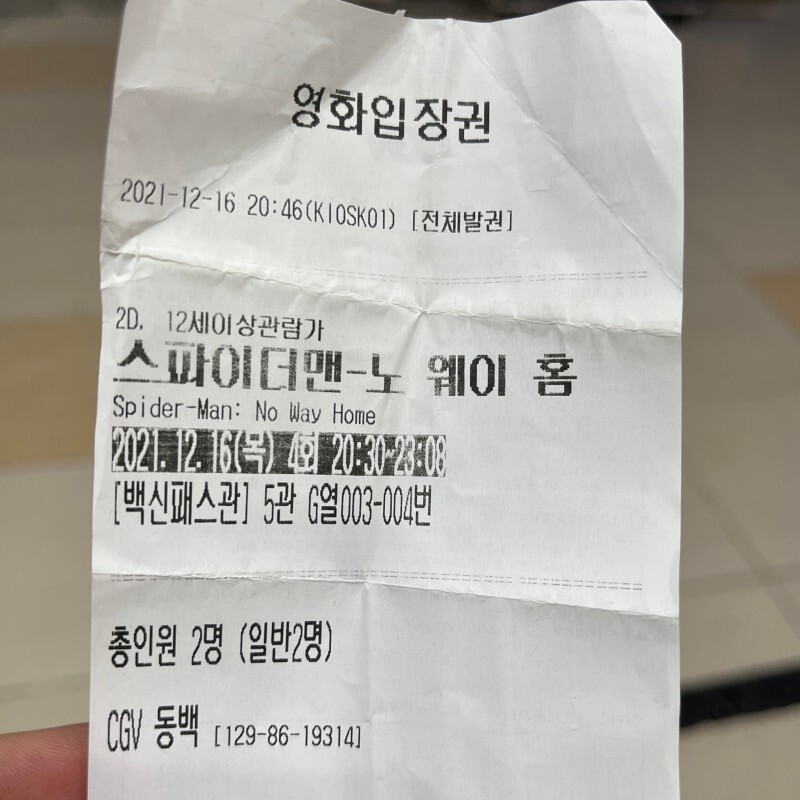 영화입장권
2021-12-16 20:46(KIOSK01) [전체발권]
2D, 12세이상관람가
스파이더맨-노 웨이 홈
Spider-Man: No Way Home
2021.12.16(목) 4회 20:30~23:08
[백신패스관] 5관 G열003-004번
총인원 2명 (일반2명)
CGV 동백 [129-86-19314]